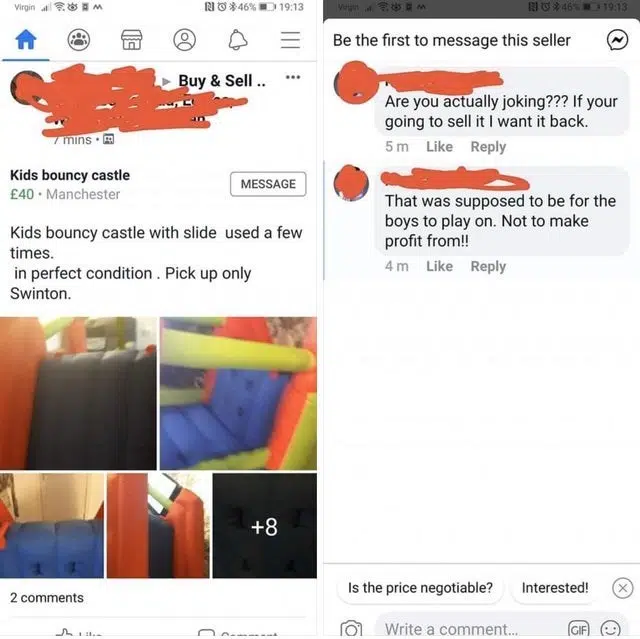 Virgin 46% 19:13
Buy & Sell ..
7 mins
Kids bouncy castle
£40 · Manchester
MESSAGE
Kids bouncy castle with slide used a few
times.
in perfect condition . Pick up only
Swinton.
+8
2 comments
Like Comment
Virgin 46% 19:13
Be the first to message this seller
Are you actually joking??? If your
going to sell it I want it back.
5 m Like Reply
That was supposed to be for the
boys to play on. Not to make
profit from!!
4 m Like Reply
Is the price negotiable? Interested!
Write a comment... GIF